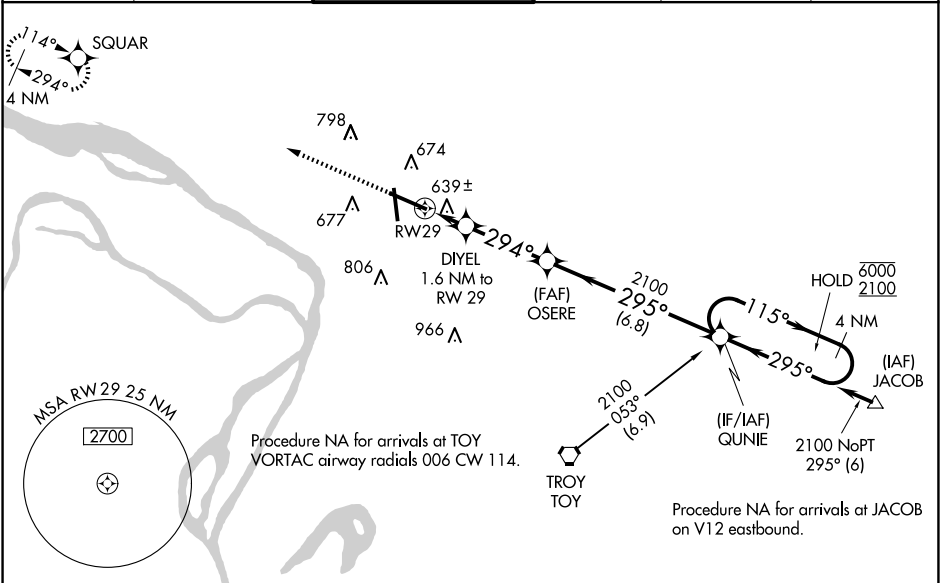 114°
SQUAR
294°
4 NM
798
674
639±
677
RW29
DIYEL
1.6 NM to
RW 29
294°
806
966
(FAF)
OSERE
2100
295°
(6.8)
HOLD 6000
2100
115°
4 NM
295°
(IAF)
JACOB
(IF/IAF)
QUNIE
2100 NoPT
295° (6)
2100
053°
(6.9)
TROY
TOY
MSA RW29 25 NM
2700
Procedure NA for arrivals at TOY
VORTAC airway radials 006 CW 114.
Procedure NA for arrivals at JACOB
on V12 eastbound.